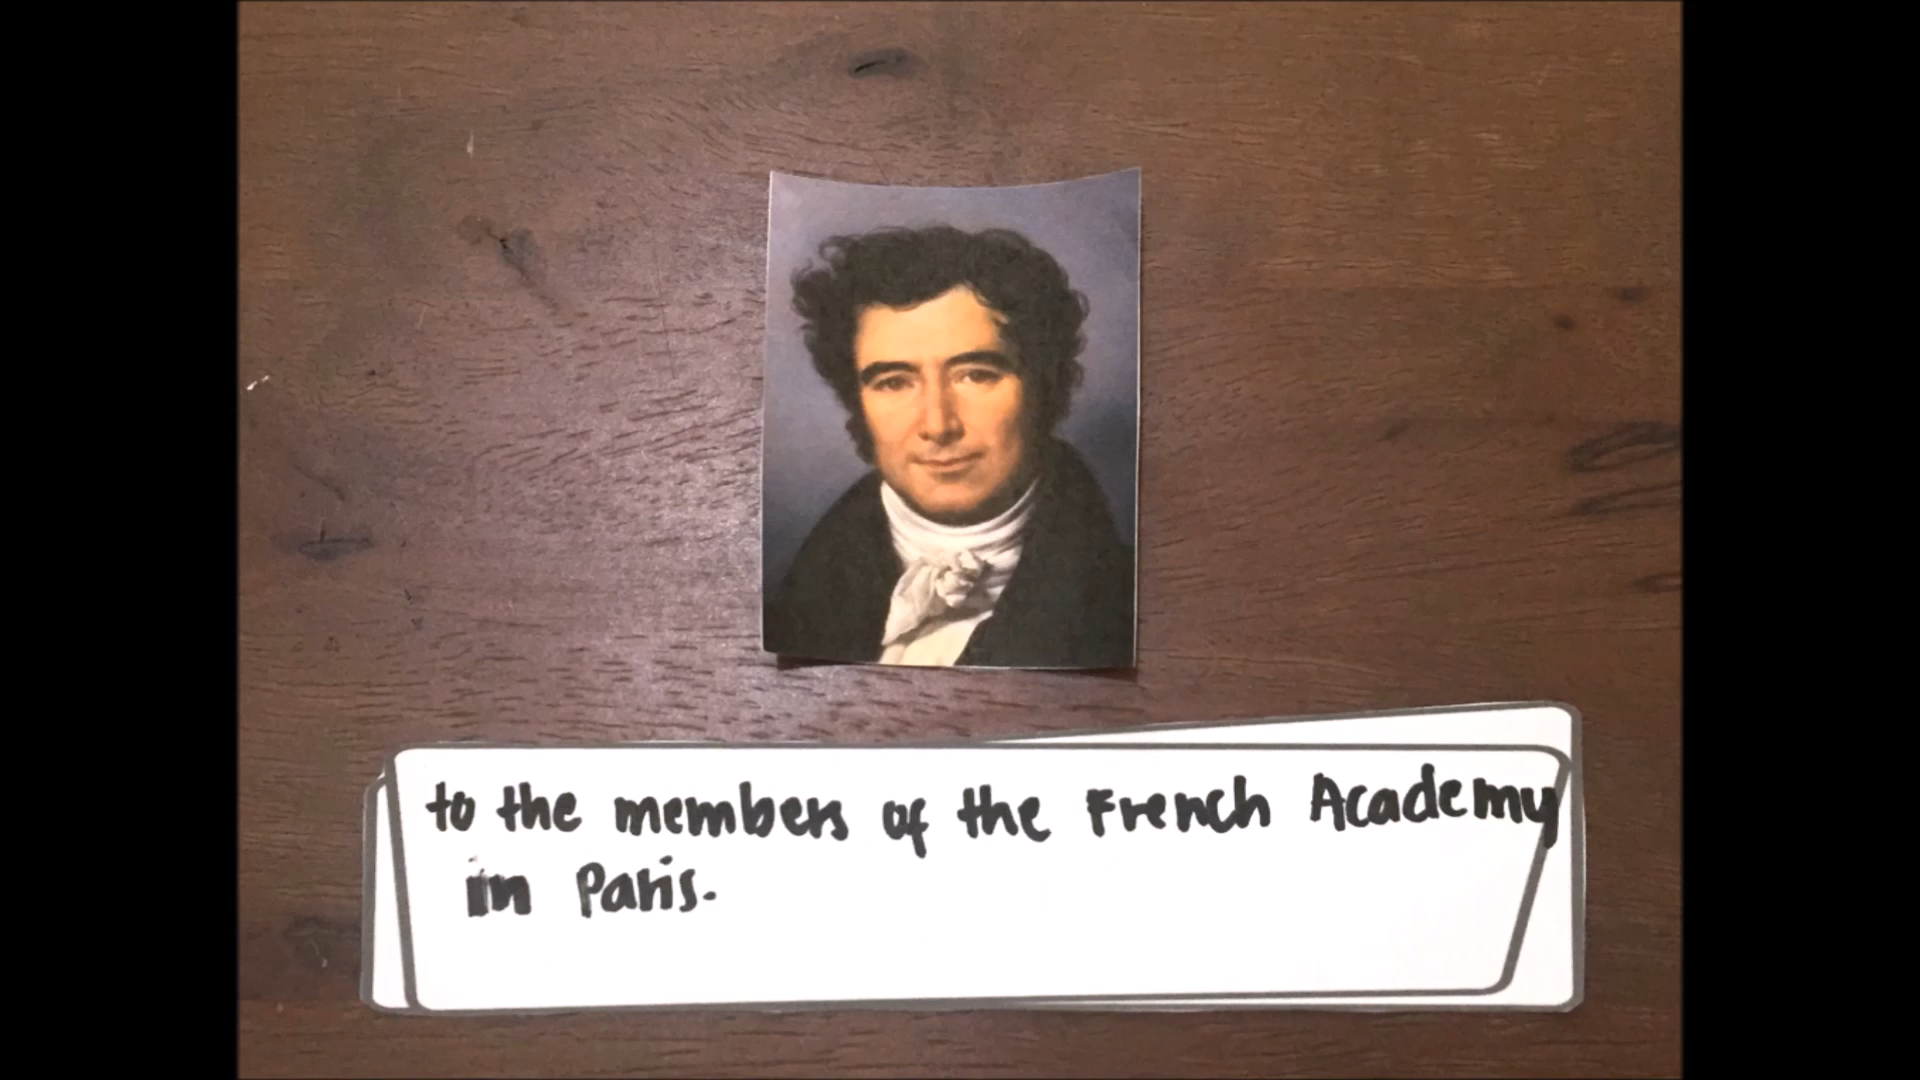 to the members of the French Academy
in Paris.